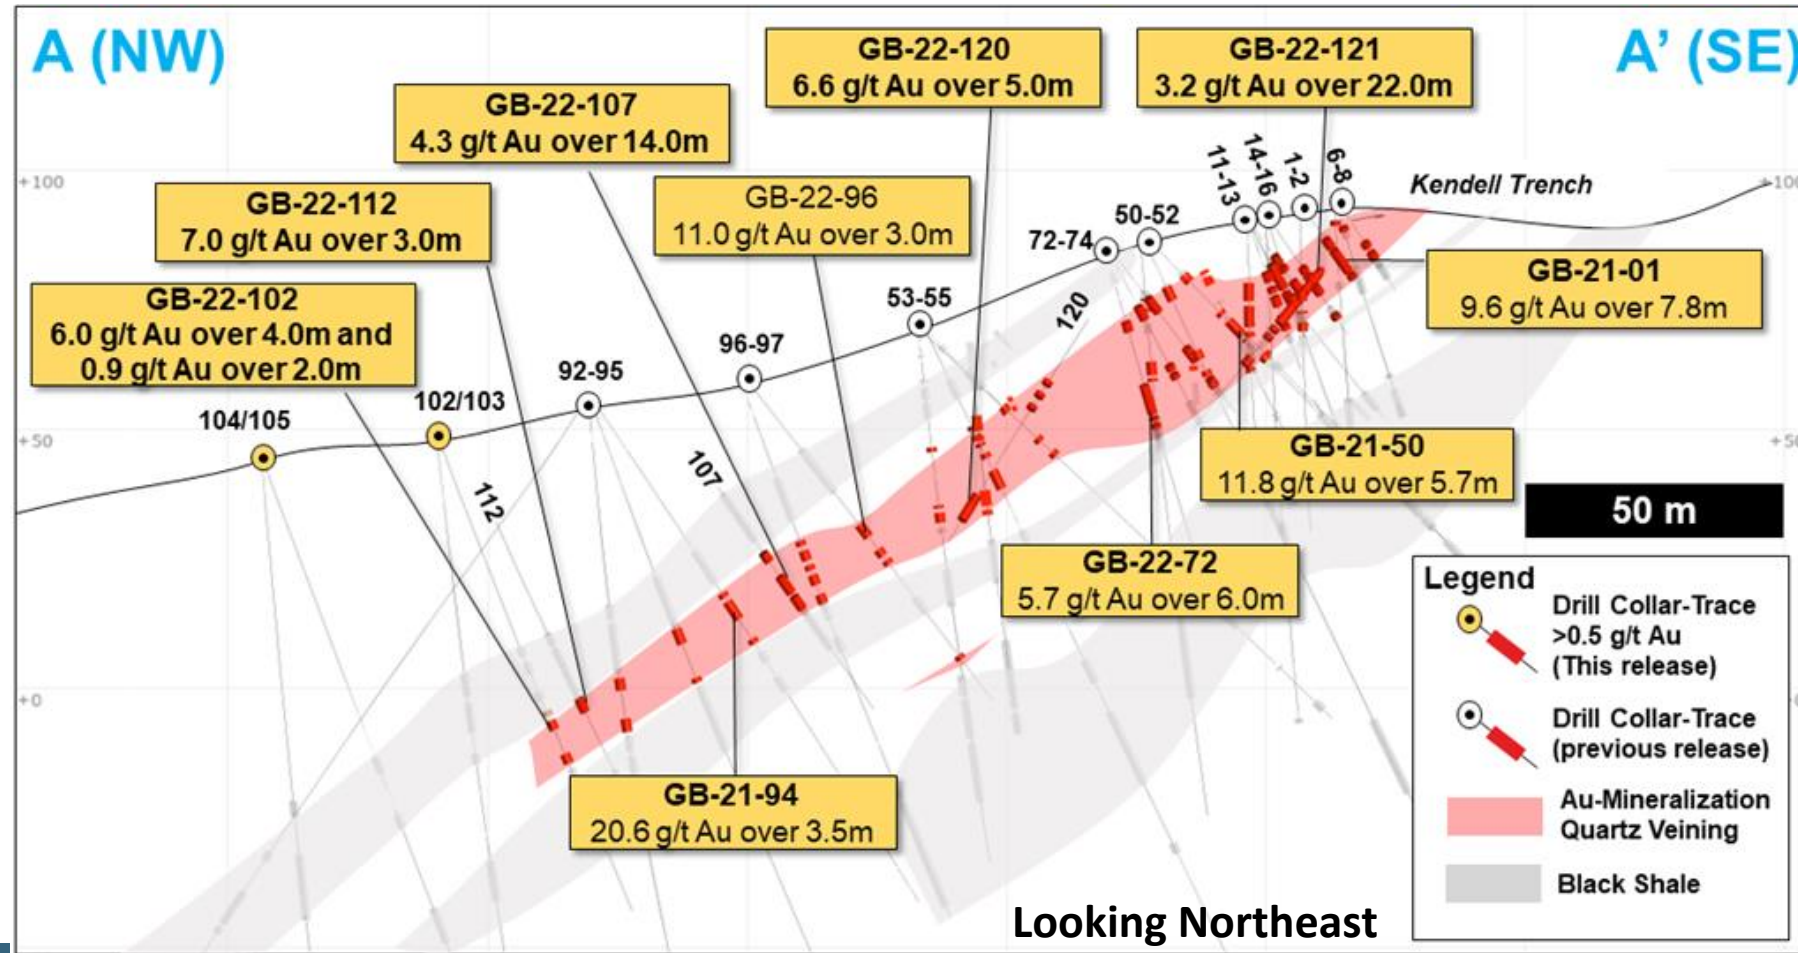 A (NW)
A' (SE)
GB-22-120
6.6 g/t Au over 5.0m
GB-22-121
3.2 g/t Au over 22.0m
GB-22-107
4.3 g/t Au over 14.0m
GB-22-112
7.0 g/t Au over 3.0m
GB-22-96
11.0 g/t Au over 3.0m
GB-22-102
6.0 g/t Au over 4.0m and
0.9 g/t Au over 2.0m
+100
+100
11-13
14-16
1-2
6-8
Kendell Trench
72-74
50-52
GB-21-01
9.6 g/t Au over 7.8m
53-55
120
96-97
92-95
102/103
104/105
+50
+50
107
112
GB-21-50
11.8 g/t Au over 5.7m
50 m
GB-22-72
5.7 g/t Au over 6.0m
+0
GB-21-94
20.6 g/t Au over 3.5m
Legend
Drill Collar-Trace
>0.5 g/t Au
(This release)
Drill Collar-Trace
(previous release)
Au-Mineralization
Quartz Veining
Black Shale
Looking Northeast